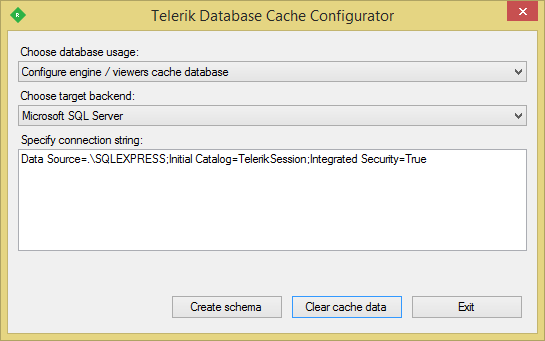 Telerik Database Cache Configurator
Choose database usage:
Configure engine / viewers cache database
Choose target backend:
Microsoft SQL Server
Specify connection string:
Data Source=.\SQLEXPRESS;Initial Catalog=TelerikSession;Integrated Security=True
Create schema
Clear cache data
Exit